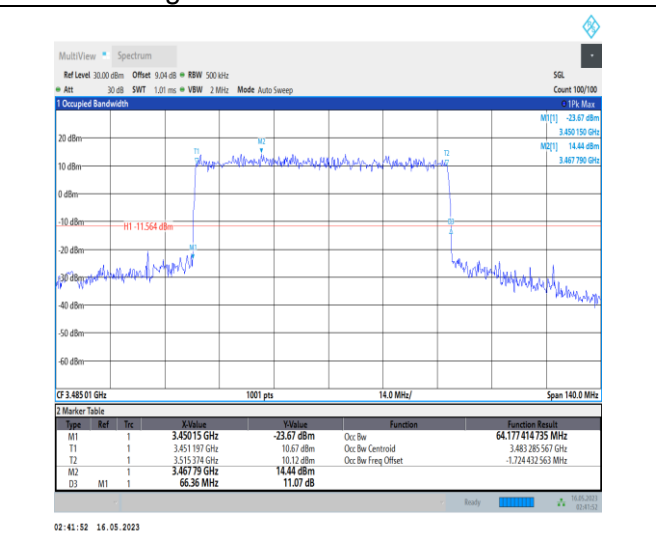 MultiView Spectrum
Ref Level 30.00 dBm Offset 9.04 dB RBW 500 kHz SGL
Att 30 dB SWT 1.01 ms VBW 2 MHz Mode Auto Sweep Count 100/100
1 Occupied Bandwidth 1Pk Max
M1[1] -23.67 dBm
3.450 150 GHz
M2[1] 14.44 dBm
3.467 790 GHz
20 dBm
T1 M2 T2
10 dBm
0 dBm
-10 dBm
H1 -11.564 dBm
-20 dBm
M1
-30 dBm
-40 dBm
-50 dBm
-60 dBm
CF 3.485 01 GHz 1001 pts 14.0 MHz/ Span 140.0 MHz
2 Marker Table
Type Ref Trc X-Value Y-Value Function Function Result
M1 1 3.45015 GHz -23.67 dBm Occ Bw 64.177 414 735 MHz
T1 1 3.451 197 GHz 10.67 dBm Occ Bw Centroid 3.483 285 567 GHz
T2 1 3.515 374 GHz 10.12 dBm Occ Bw Freq Offset -1.724 432 563 MHz
M2 1 3.467 79 GHz 14.44 dBm
D3 M1 1 66.36 MHz 11.07 dB
Ready 16.05.2023
02:41:52
02:41:52 16.05.2023